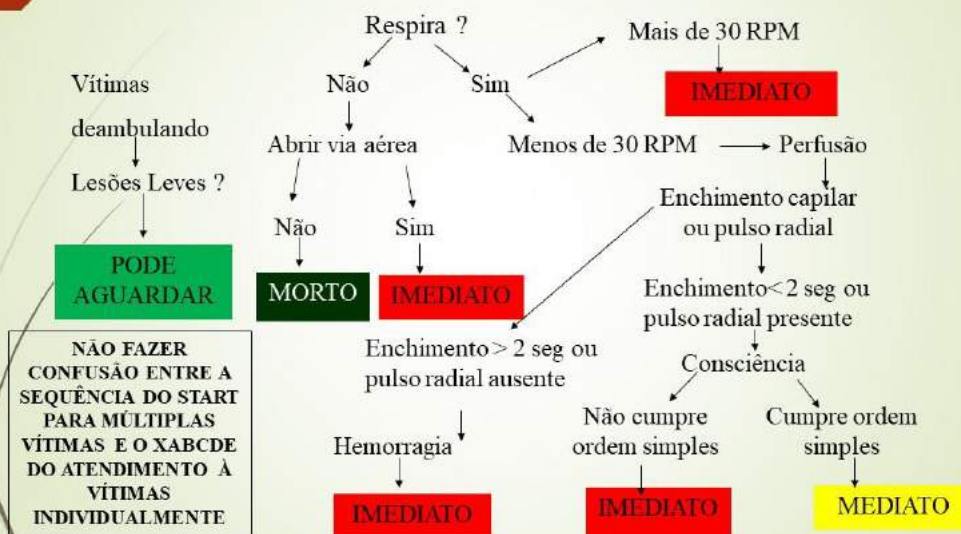 Respira ?
Mais de 30 RPM
IMEDIATO
Vítimas
deambulando
Lesões Leves ?
PODE
AGUARDAR
Não
Sim
Abrir via aérea
Menos de 30 RPM
Perfusão
Não
Sim
MORTO
IMEDIATO
Enchimento capilar
ou pulso radial
Enchimento< 2 seg ou
pulso radial presente
Enchimento > 2 seg ou
pulso radial ausente
Consciência
Hemorragia
Não cumpre
ordem simples
Cumpre ordem
simples
IMEDIATO
IMEDIATO
MEDIATO
NÃO FAZER
CONFUSÃO ENTRE A
SEQUÊNCIA DO START
PARA MÚLTIPLAS
VÍTIMAS E O XABCDE
DO ATENDIMENTO À
VÍTIMAS
INDIVIDUALMENTE